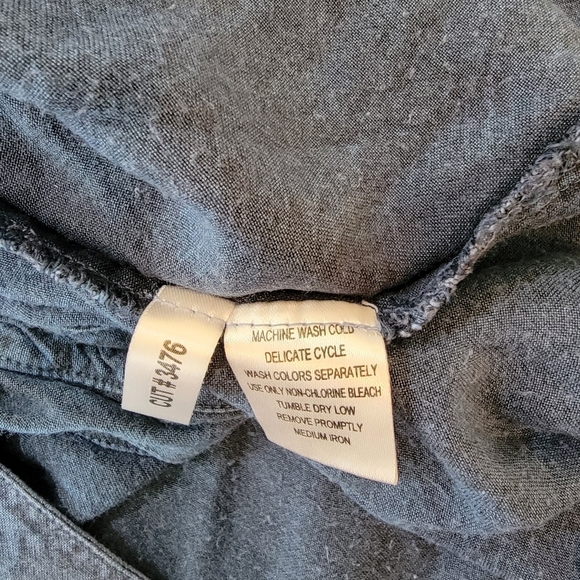 CUT#3476
MACHINE WASH COLD
DELICATE CYCLE
WASH COLORS SEPARATELY
USE ONLY NON-CHLORINE BLEACH
TUMBLE DRY LOW
REMOVE PROMPTLY
MEDIUM IRON